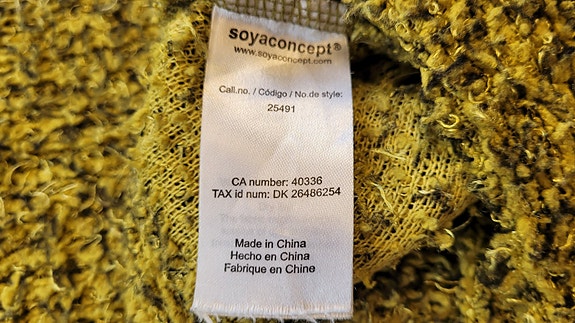 soyaconcept®
www.soyaconcept.com
Call.no. / Código / No.de style:
25491
CA number: 40336
TAX id num: DK 26486254
Made in China
Hecho en China
Fabrique en Chine